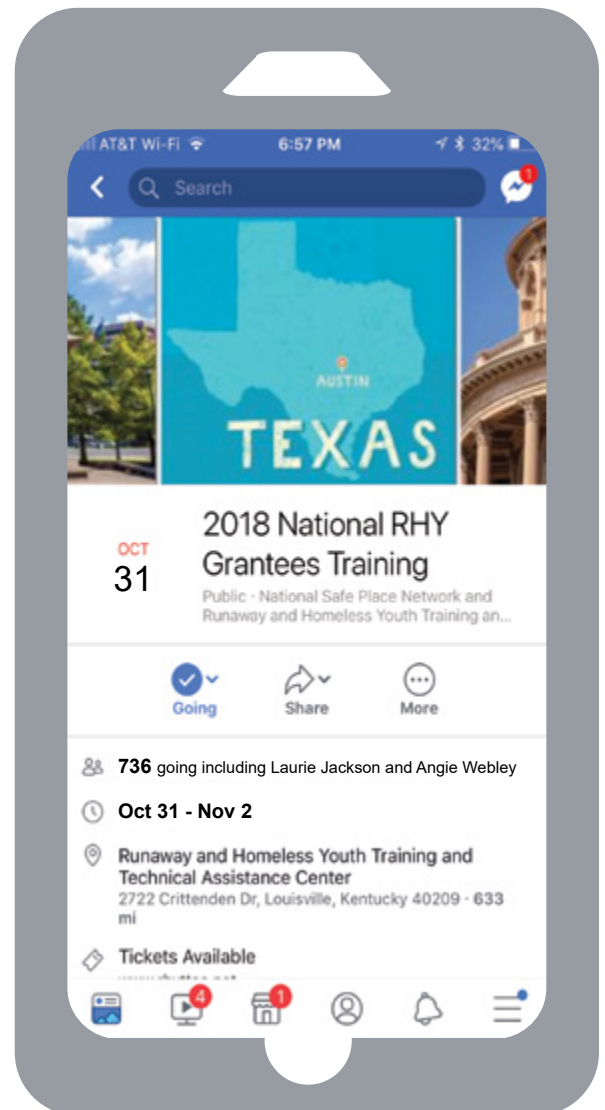 AT&T Wi-Fi 6:57 PM 32%
Search 1
AUSTIN
TEXAS
OCT
31
2018 National RHY
Grantees Training
Public · National Safe Place Network and
Runaway and Homeless Youth Training an...
Going Share More
736 going including Laurie Jackson and Angie Webley
Oct 31 - Nov 2
Runaway and Homeless Youth Training and
Technical Assistance Center
2722 Crittenden Dr, Louisville, Kentucky 40209 · 633
mi
Tickets Available
4 1